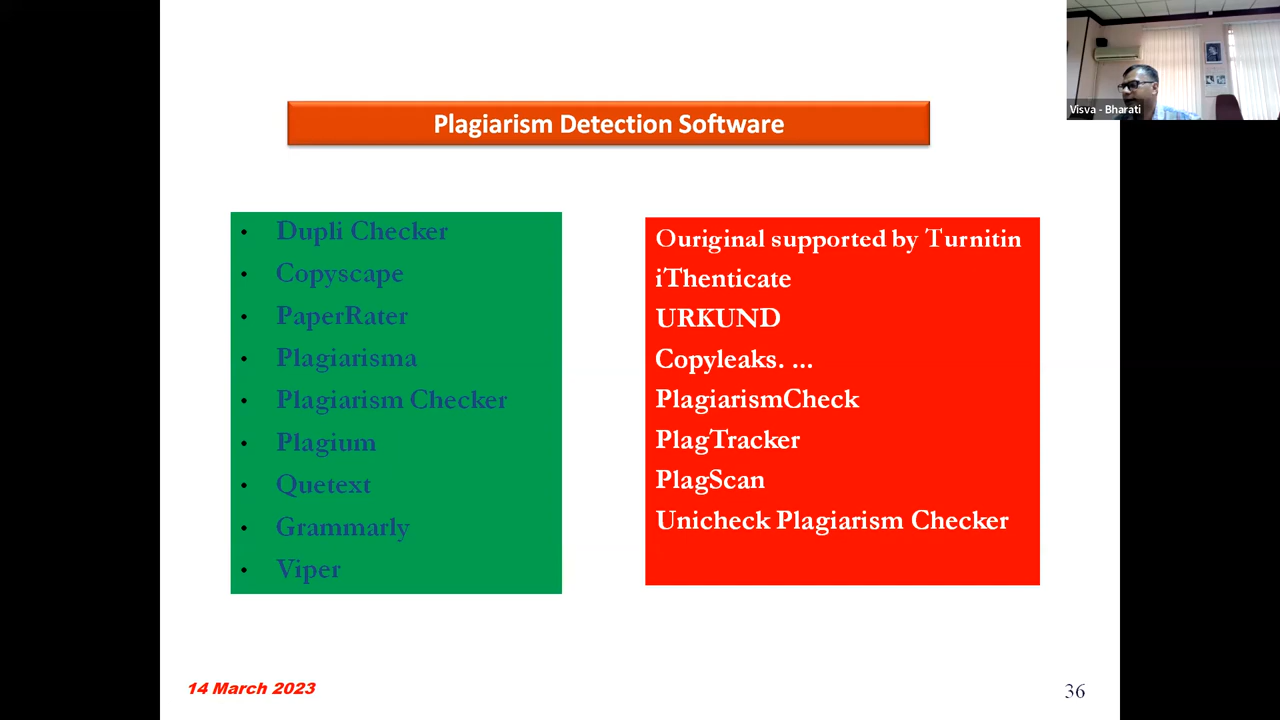 Visva - Bharati
Plagiarism Detection Software
• Dupli Checker
• Copyscape
• PaperRater
• Plagiarisma
• Plagiarism Checker
• Plagium
• Quetext
• Grammarly
• Viper
Ouriginal supported by Turnitin
iThenticate
URKUND
Copyleaks. ...
PlagiarismCheck
PlagTracker
PlagScan
Unicheck Plagiarism Checker
14 March 2023
36